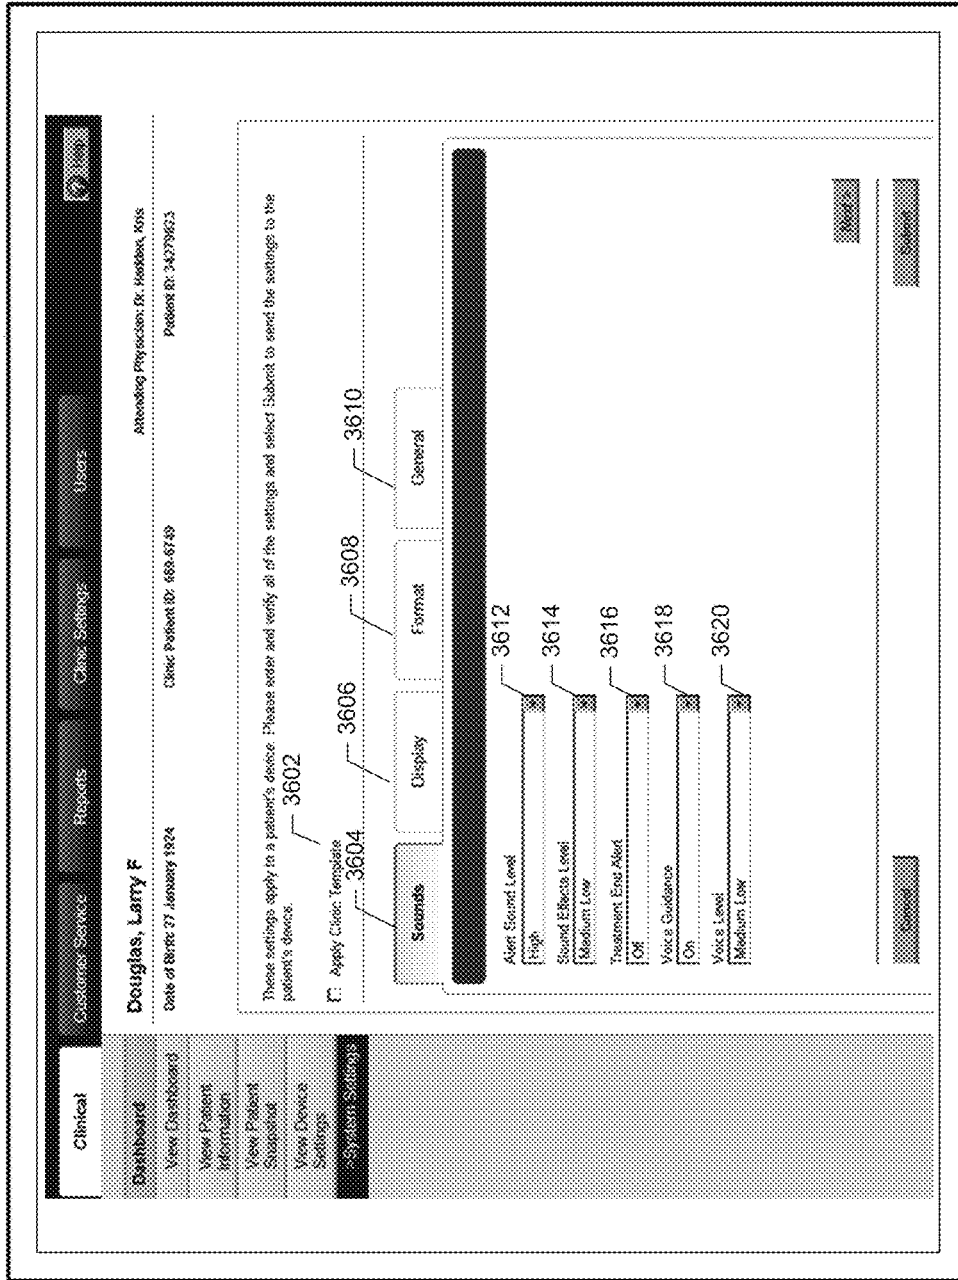 Clinical
Customer Service
Reports
Clinic Settings
Users
Help
Dashboard
View Dashboard
View Patient
Information
View Patient
Snapshot
View Device
Settings
System Settings
Douglas, Larry F
Attending Physician: Dr. Hadden, Kris
Date of Birth: 27 January 1924
Clinic Patient ID: 689-6749
Patient ID: 34279823
These settings apply to a patient's device. Please enter and verify all of the settings and select Submit to send the settings to the
patient's device.
3602
Apply Clinic Template
3604
3606
3608
3610
Sounds
Display
Format
General
Alert Sound Level
High
3612
Sound Effects Level
Medium Low
3614
Treatment End Alert
Off
3616
Voice Guidance
On
3618
Voice Level
Medium Low
3620
Next >
Cancel
Submit